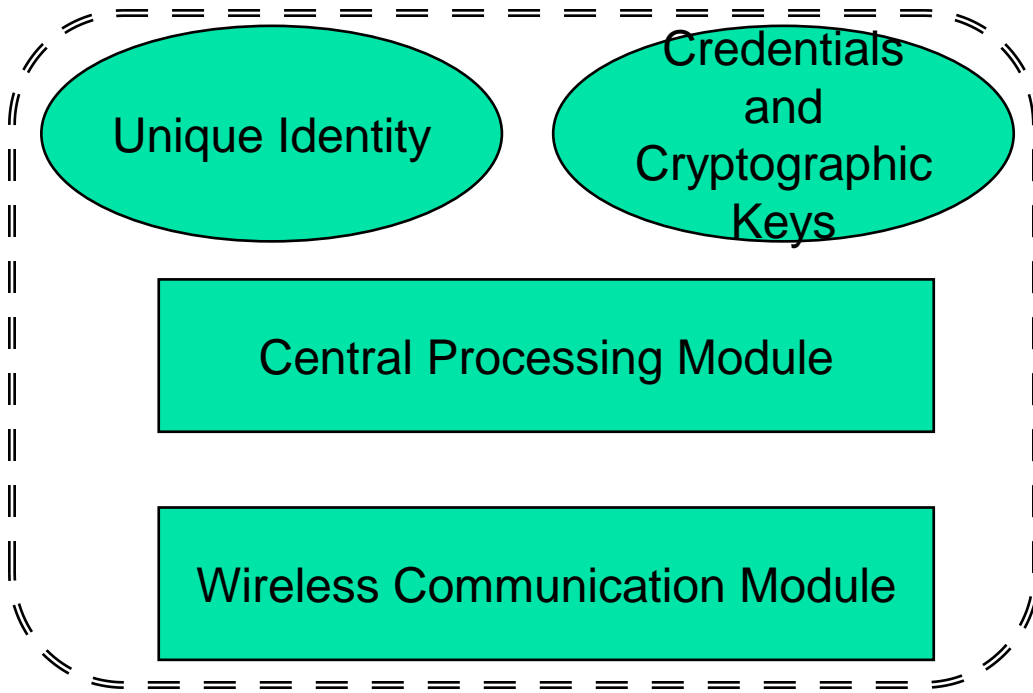 Unique Identity
Credentials
and
Cryptographic
Keys
Central Processing Module
Wireless Communication Module